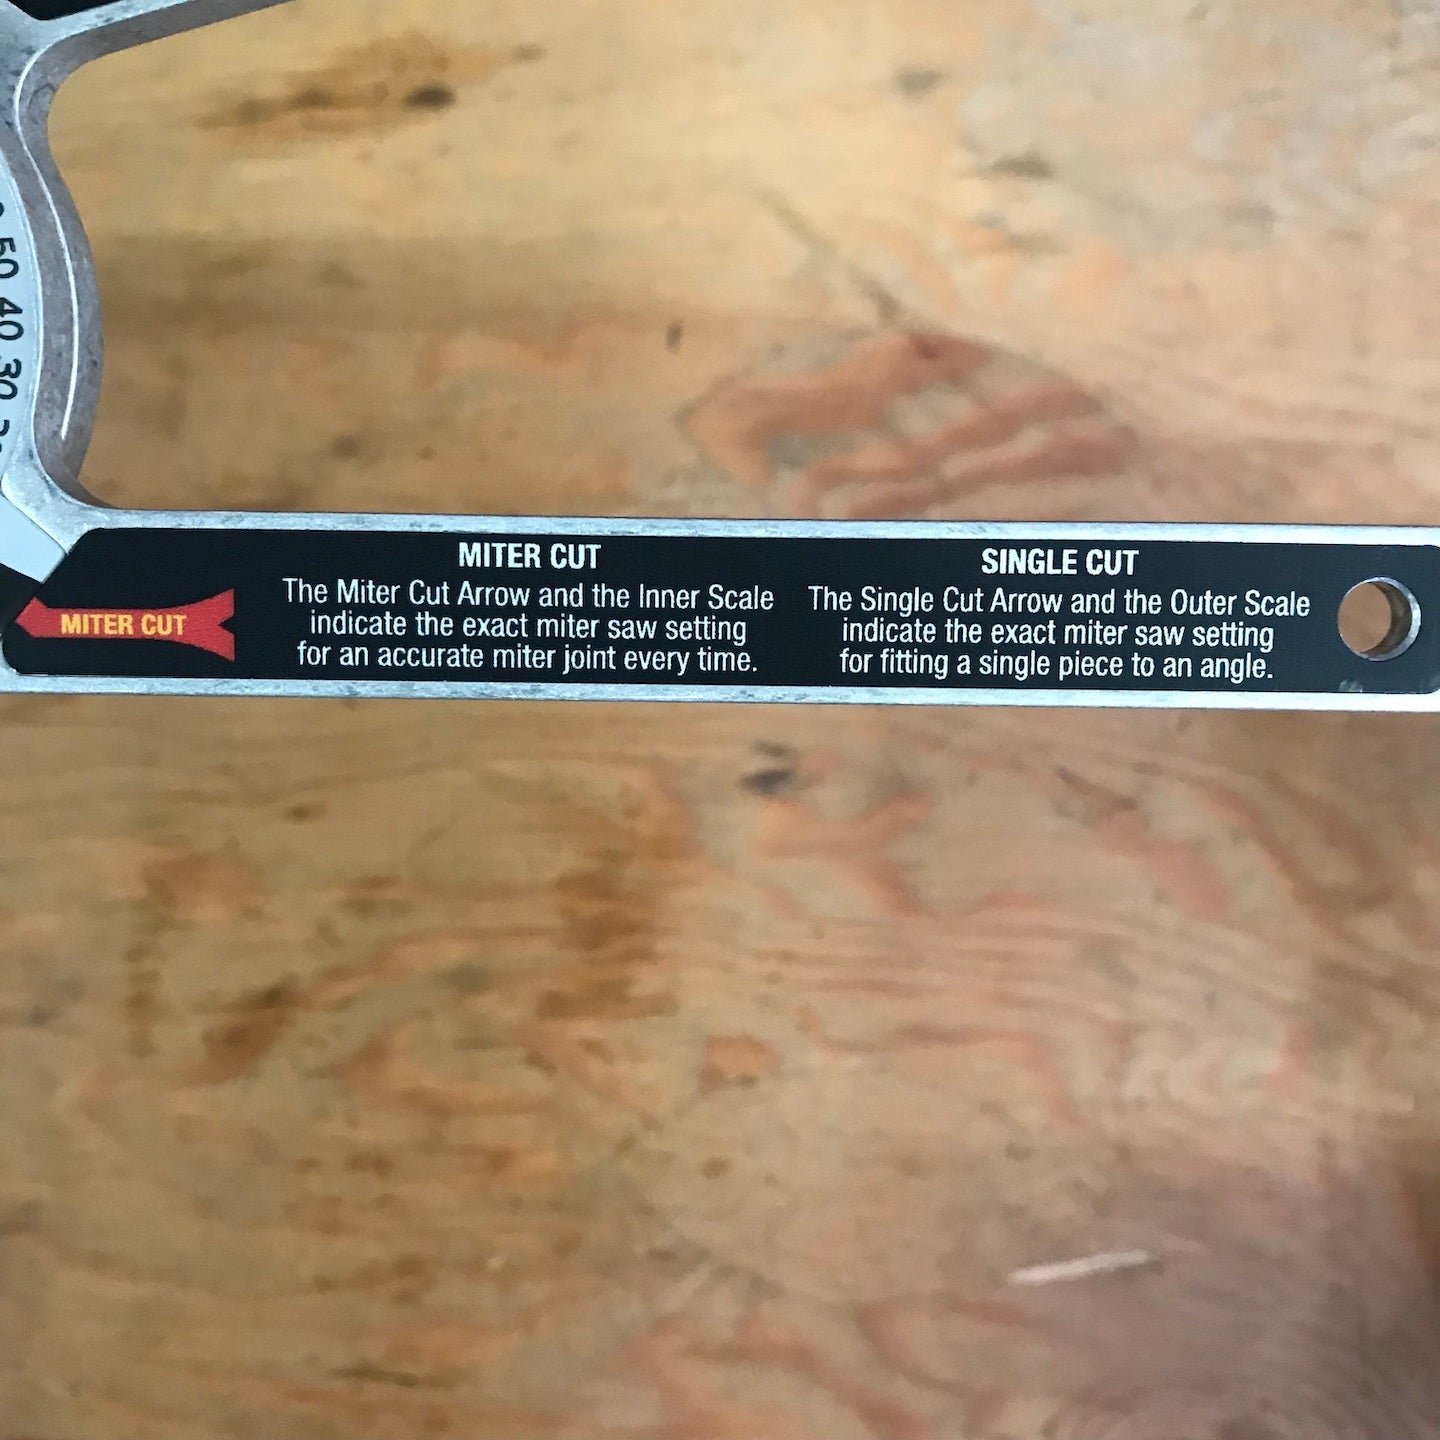 50 40 30
MITER CUT
MITER CUT
The Miter Cut Arrow and the Inner Scale
indicate the exact miter saw setting
for an accurate miter joint every time.
SINGLE CUT
The Single Cut Arrow and the Outer Scale
indicate the exact miter saw setting
for fitting a single piece to an angle.